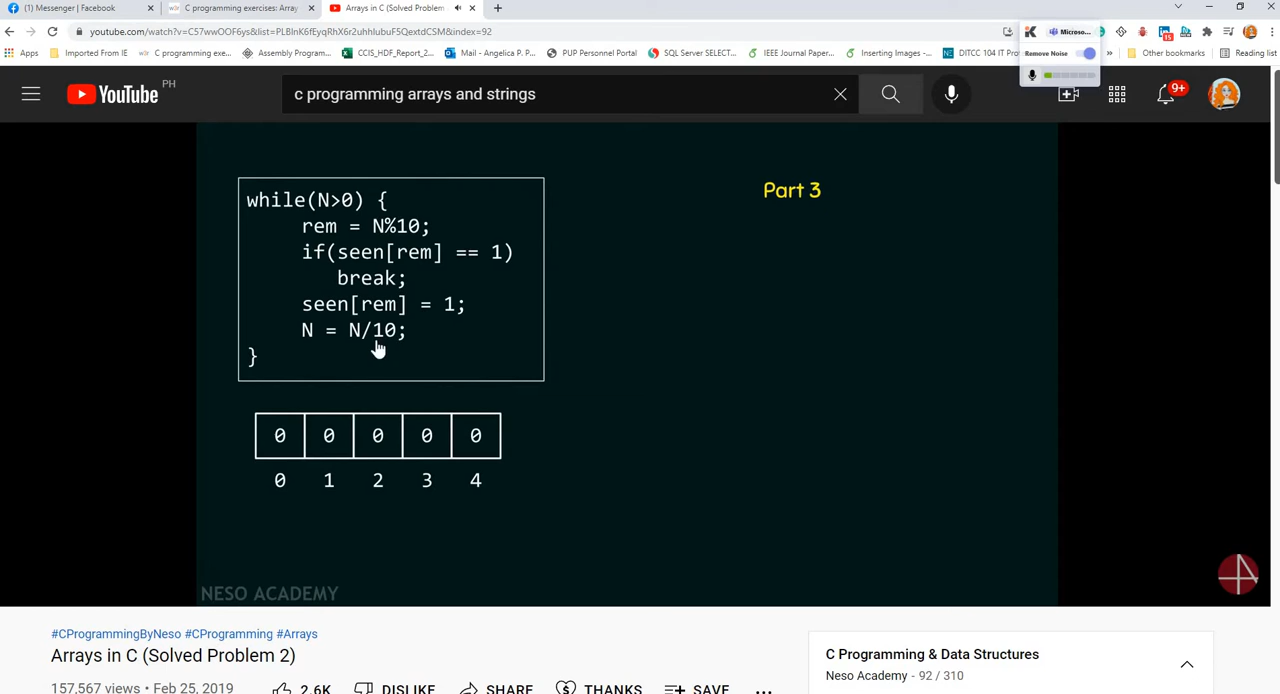 (1) Messenger | Facebook
C programming exercises: Array
Arrays in C (Solved Problem
youtube.com/watch?v=C57wwOOF6ys&list=PLBlnK6fEyqRhX6r2uhhlubuF5QextdCSM&index=92
Microso...
15
Apps
Imported From IE
C programming exe...
Assembly Program...
CCIS_HDF_Report_2...
Mail - Angelica P. P...
PUP Personnel Portal
SQL Server SELECT...
IEEE Journal Paper...
Inserting Images -...
DITCC 104 IT Pro
Remove Noise
»
Other bookmarks
Reading list
YouTube PH
c programming arrays and strings
9+
Part 3
while(N>0) {
rem = N%10;
if(seen[rem] == 1)
break;
seen[rem] = 1;
N = N/10;
}
0 0 0 0 0
0 1 2 3 4
NESO ACADEMY
#CProgrammingByNeso #CProgramming #Arrays
Arrays in C (Solved Problem 2)
157,567 views • Feb 25, 2019
2.6K
DISLIKE
SHARE
THANKS
SAVE
...
C Programming & Data Structures
Neso Academy - 92 / 310